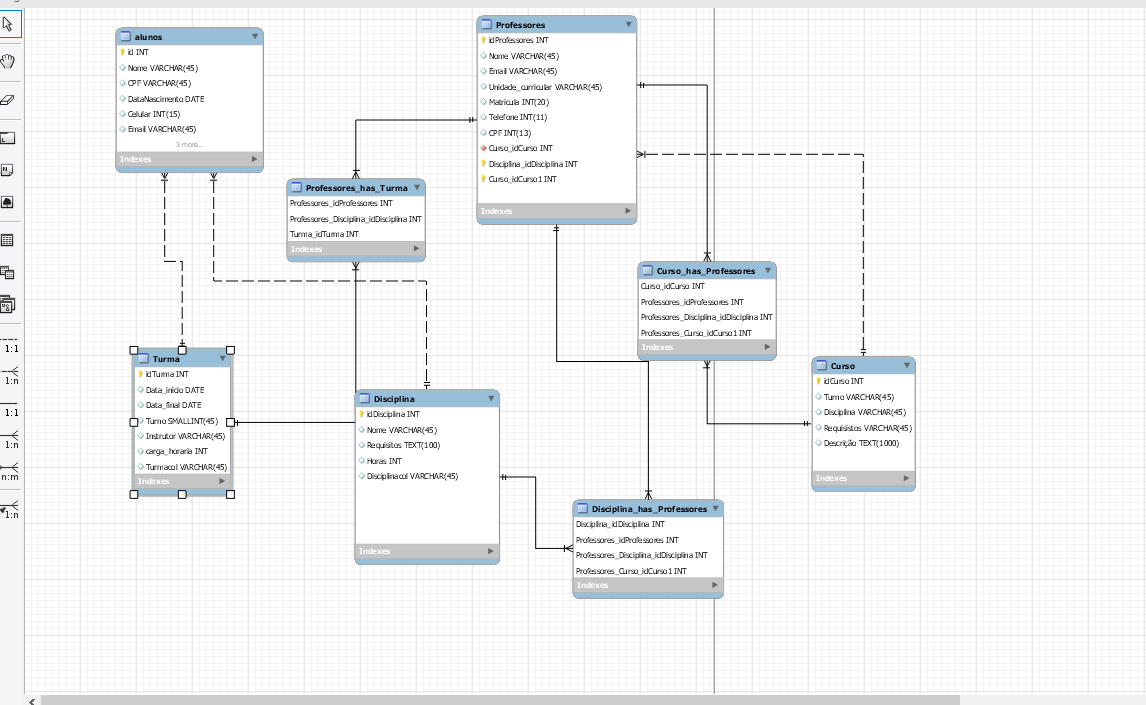 alunos
id INT
Nome VARCHAR(45)
CPF VARCHAR(45)
DataNascimento DATE
Celular INT(15)
Email VARCHAR(45)
3 more...
Indexes
Professores
idProfessores INT
Nome VARCHAR(45)
Email VARCHAR(45)
Unidade_curricular VARCHAR(45)
Matricula INT(20)
Telefone INT(11)
CPF INT(13)
Curso_idCurso INT
Disciplina_idDisciplina INT
Curso_idCurso1 INT
Indexes
Professores_has_Turma
Professores_idProfessores INT
Professores_Disciplina_idDisciplina INT
Turma_idTurma INT
Indexes
Curso_has_Professores
Curso_idCurso INT
Professores_idProfessores INT
Professores_Disciplina_idDisciplina INT
Professores_Curso_idCurso1 INT
Indexes
Turma
idTurma INT
Data_inicio DATE
Data_final DATE
Turno SMALLINT(45)
Instrutor VARCHAR(45)
carga_horaria INT
Turmacol VARCHAR(45)
Indexes
Disciplina
idDisciplina INT
Nome VARCHAR(45)
Requisitos TEXT(100)
Horas INT
Disciplinacol VARCHAR(45)
Indexes
Curso
idCurso INT
Turno VARCHAR(45)
Disciplina VARCHAR(45)
Requisistos VARCHAR(45)
Descrição TEXT(1000)
Indexes
Disciplina_has_Professores
Disciplina_idDisciplina INT
Professores_idProfessores INT
Professores_Disciplina_idDisciplina INT
Professores_Curso_idCurso1 INT
Indexes
1:1
1:n
1:1
1:n
n:m
1:n